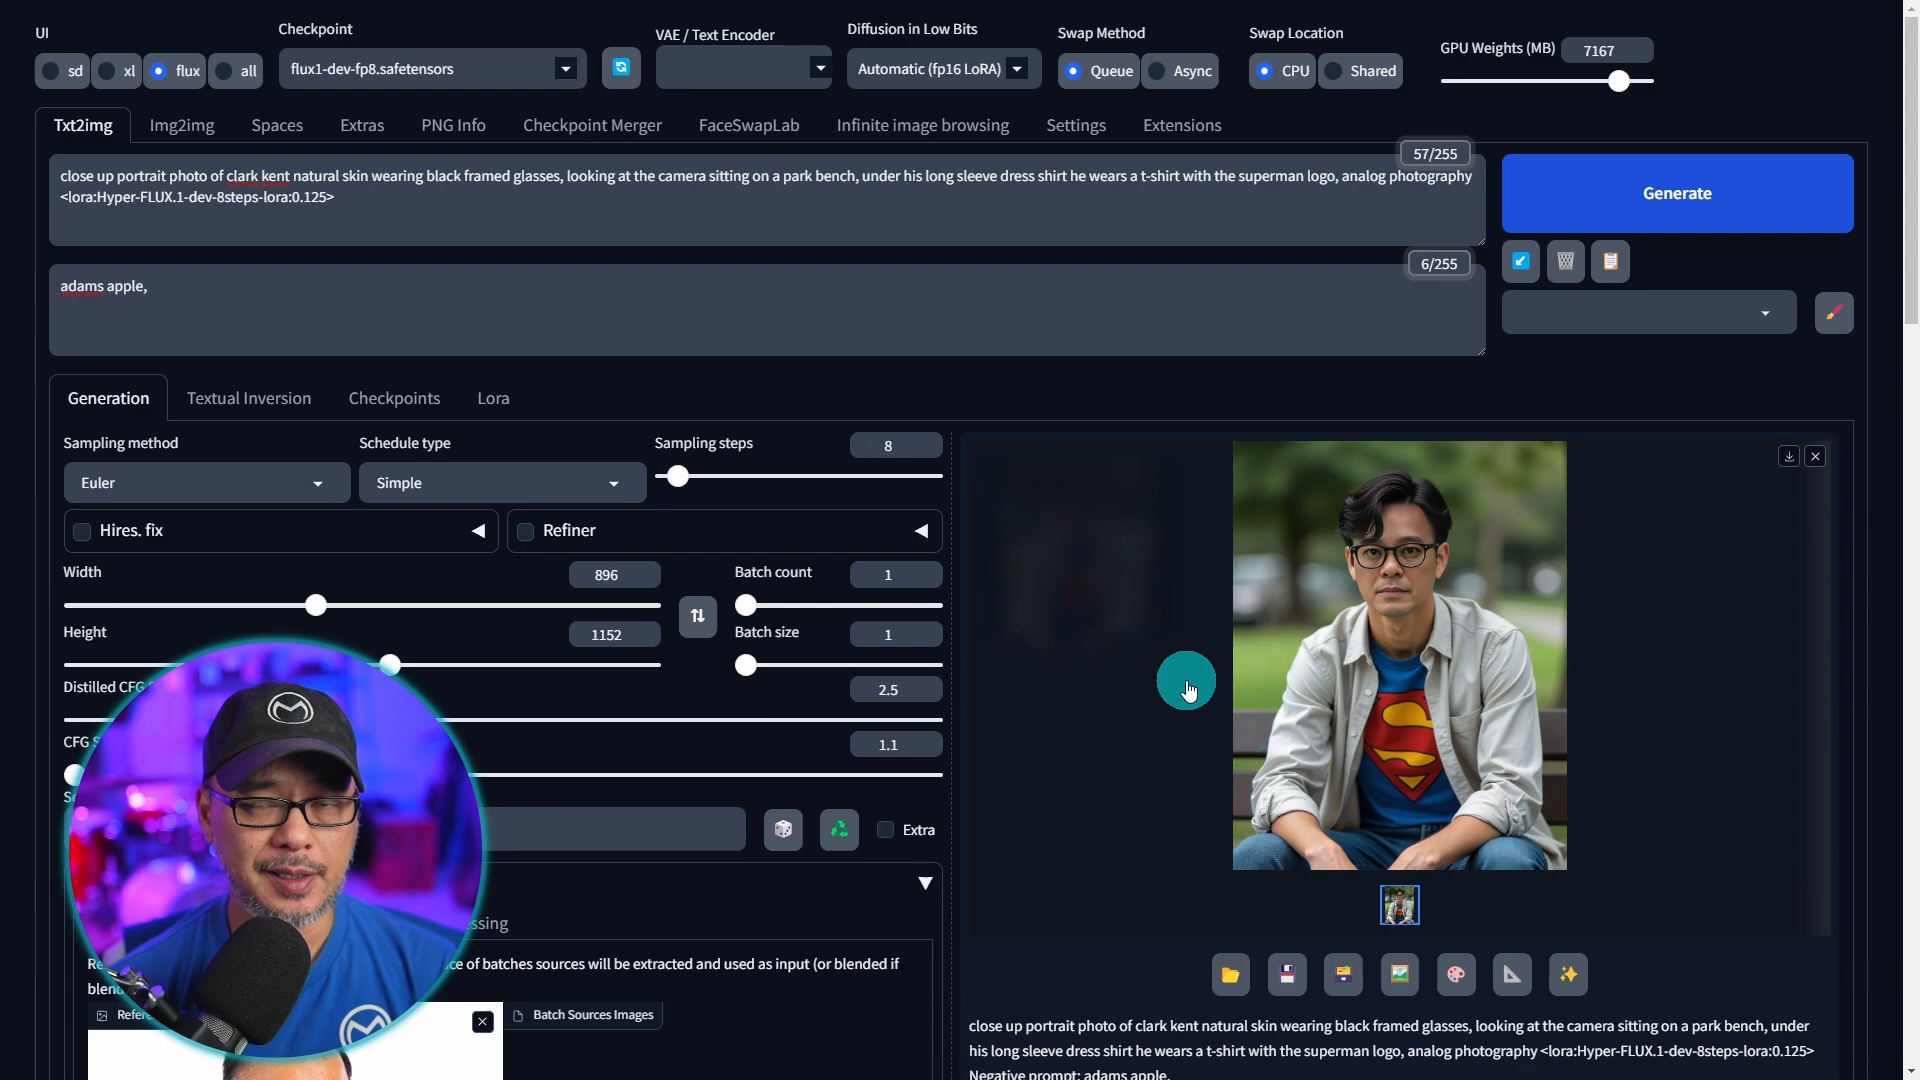 UI
Checkpoint
VAE / Text Encoder
Diffusion in Low Bits
Swap Method
Swap Location
GPU Weights (MB)
7167
sd
xl
flux
all
flux1-dev-fp8.safetensors
Automatic (fp16 LoRA)
Queue
Async
CPU
Shared
Txt2img
Img2img
Spaces
Extras
PNG Info
Checkpoint Merger
FaceSwapLab
Infinite image browsing
Settings
Extensions
57/255
close up portrait photo of clark kent natural skin wearing black framed glasses, looking at the camera sitting on a park bench, under his long sleeve dress shirt he wears a t-shirt with the superman logo, analog photography
<lora:Hyper-FLUX.1-dev-8steps-lora:0.125>
Generate
6/255
adams apple,
Generation
Textual Inversion
Checkpoints
Lora
Sampling method
Schedule type
Sampling steps
8
Euler
Simple
Hires. fix
Refiner
Width
896
Batch count
1
Height
1152
Batch size
1
Distilled CFG
2.5
CFG S
1.1
Extra
ssing
ce of batches sources will be extracted and used as input (or blended if
blen
Refere
Batch Sources Images
close up portrait photo of clark kent natural skin wearing black framed glasses, looking at the camera sitting on a park bench, under
his long sleeve dress shirt he wears a t-shirt with the superman logo, analog photography <lora:Hyper-FLUX.1-dev-8steps-lora:0.125>
Negative prompt: adams apple,